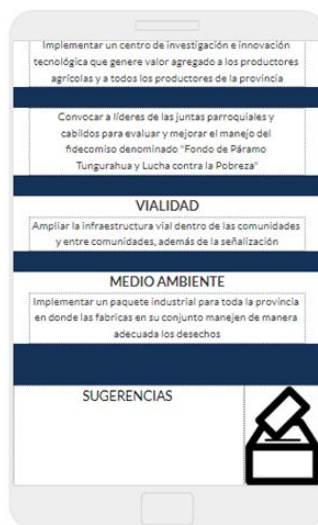 Implementar un centro de investigación e innovación
tecnológica que genere valor agregado a los productores
agrícolas y a todos los productores de la provincia
Convocar a líderes de las juntas parroquiales y
cabildos para evaluar y mejorar el manejo del
fidecomiso denominado "Fondo de Páramo
Tungurahua y Lucha contra la Pobreza"
VIALIDAD
Ampliar la infraestructura vial dentro de las comunidades
y entre comunidades, además de la señalización
MEDIO AMBIENTE
Implementar un paquete industrial para toda la provincia
en donde las fabricas en su conjunto manejen de manera
adecuada los desechos
SUGERENCIAS